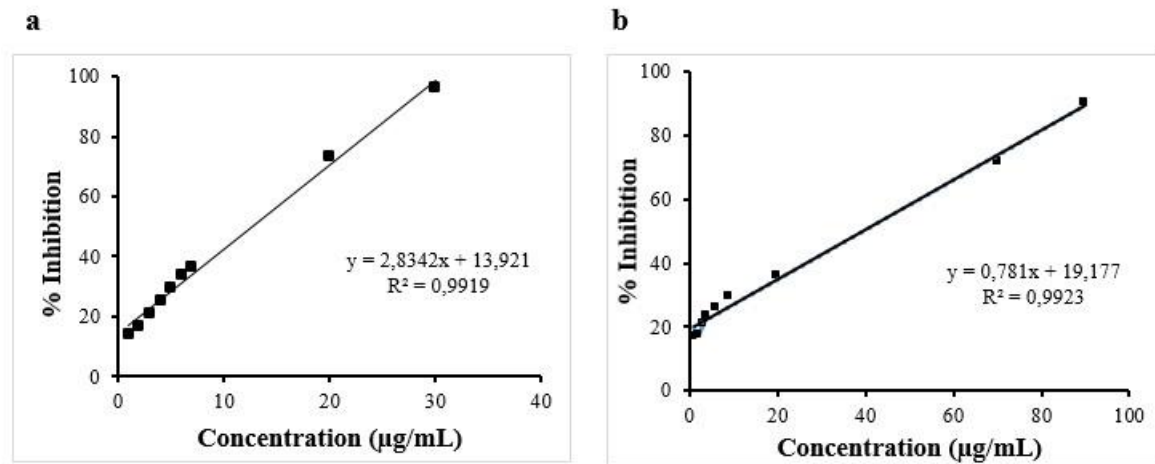 a
100
80
60
40
20
0
% Inhibition
y = 2,8342x + 13,921
R² = 0,9919
0 10 20 30 40
Concentration (µg/mL)
b
100
80
60
40
20
0
% Inhibition
y = 0,781x + 19,177
R² = 0,9923
0 20 40 60 80 100
Concentration (µg/mL)